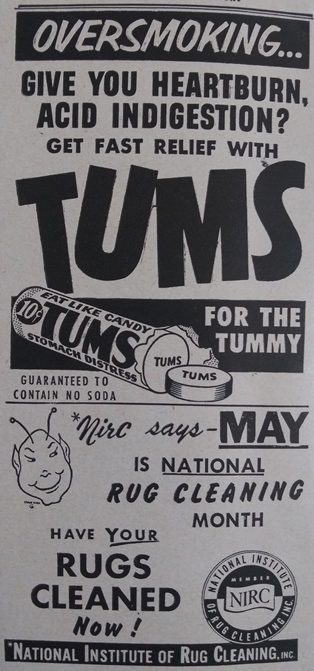 OVERSMOKING...
GIVE YOU HEARTBURN,
ACID INDIGESTION?
GET FAST RELIEF WITH
TUMS
10¢
EAT LIKE CANDY
TUMS
STOMACH DISTRESS
TUMS
TUMS
FOR THE
TUMMY
GUARANTEED TO
CONTAIN NO SODA
*Nirc says-MAY
IS NATIONAL
RUG CLEANING
MONTH
HAVE YOUR
RUGS
CLEANED
Now!
NATIONAL INSTITUTE
MEMBER
NIRC
OF RUG CLEANING INC.
*NATIONAL INSTITUTE OF RUG CLEANING, INC.